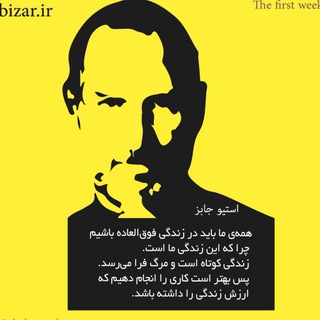 bizar.ir
The first week
استیو جابز
همه‌ی ما باید در زندگی فوق‌العاده باشیم
چرا که این زندگی ما است.
زندگی کوتاه است و مرگ فرا می‌رسد.
پس بهتر است کاری را انجام دهیم که
ارزش زندگی را داشته باشد.